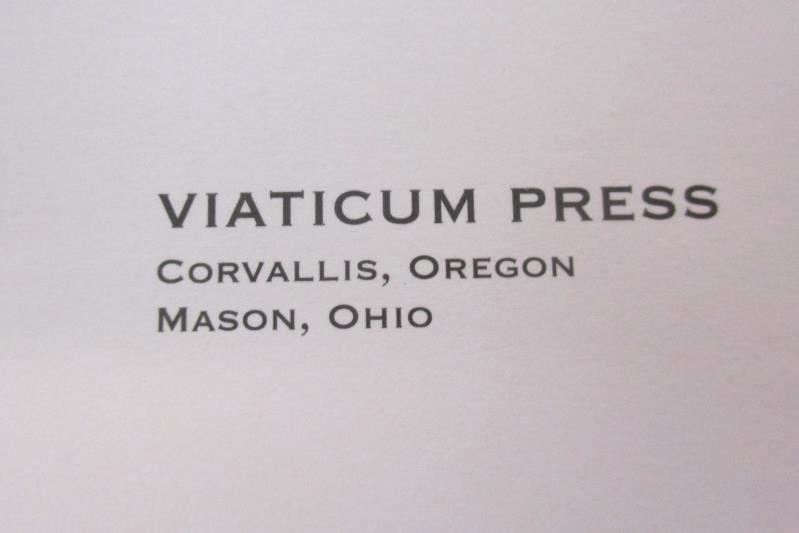 VIATICUM PRESS
CORVALLIS, OREGON
MASON, OHIO